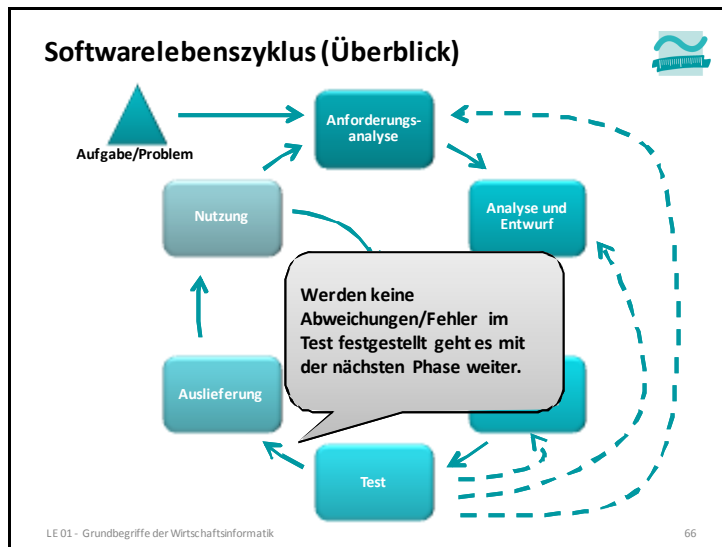 Softwarelebenszyklus (Überblick)
Anforderungs-
analyse
Aufgabe/Problem
Nutzung
Analyse und
Entwurf
Werden keine
Abweichungen/Fehler im
Test festgestellt geht es mit
der nächsten Phase weiter.
Auslieferung
Test
LE 01 - Grundbegriffe der Wirtschaftsinformatik
66